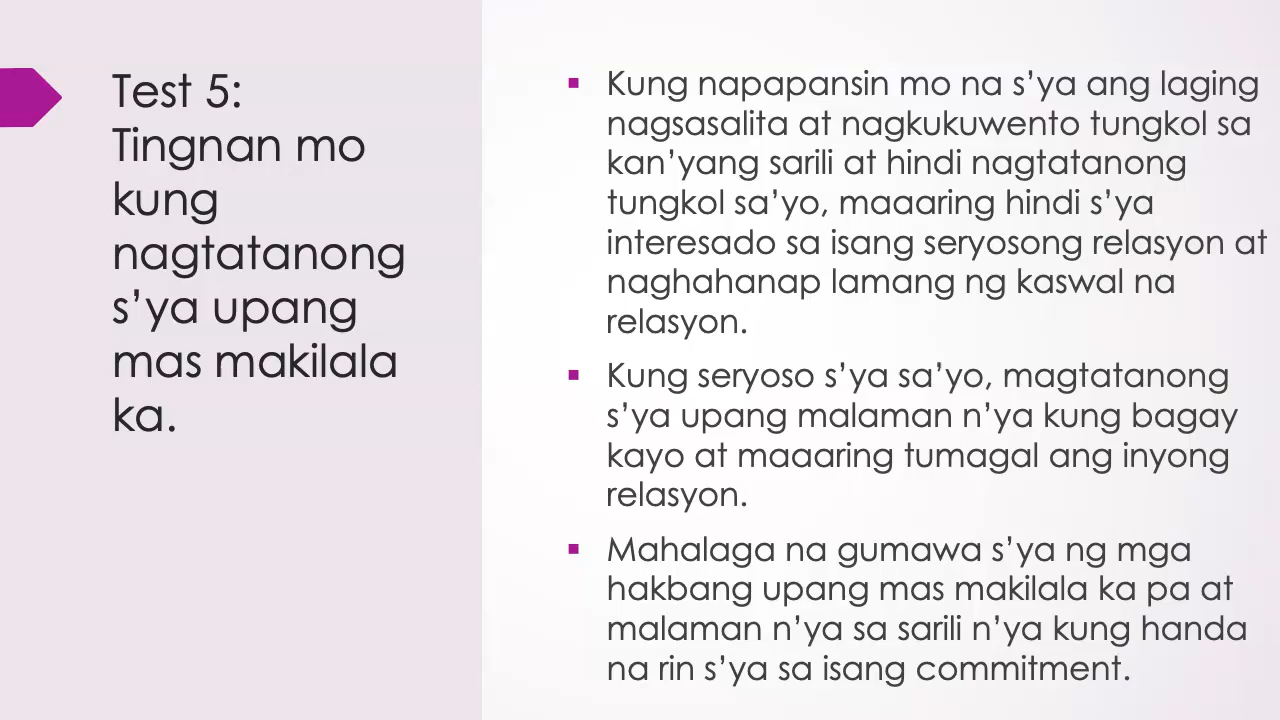 Test 5:
Tingnan mo
kung
nagtatanong
s’ya upang
mas makilala
ka.
Kung napapansin mo na s’ya ang laging
nagsasalita at nagkukuwento tungkol sa
kan’yang sarili at hindi nagtatanong
tungkol sa’yo, maaaring hindi s’ya
interesado sa isang seryosong relasyon at
naghahanap lamang ng kaswal na
relasyon.
Kung seryoso s’ya sa’yo, magtatanong
s’ya upang malaman n’ya kung bagay
kayo at maaaring tumagal ang inyong
relasyon.
Mahalaga na gumawa s’ya ng mga
hakbang upang mas makilala ka pa at
malaman n’ya sa sarili n’ya kung handa
na rin s’ya sa isang commitment.